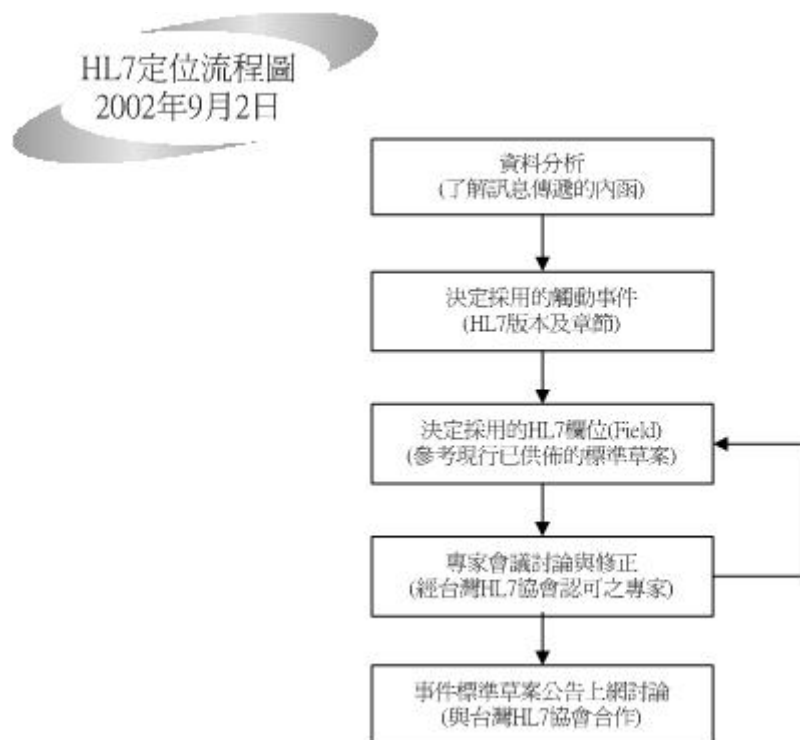 HL7定位流程圖
2002年9月2日
資料分析
(了解訊息傳遞的內函)
決定採用的觸動事件
(HL7版本及章節)
決定採用的HL7欄位(Field)
(參考現行已供佈的標準草案)
專家會議討論與修正
(經台灣HL7協會認可之專家)
事件標準草案公告上網討論
(與台灣HL7協會合作)